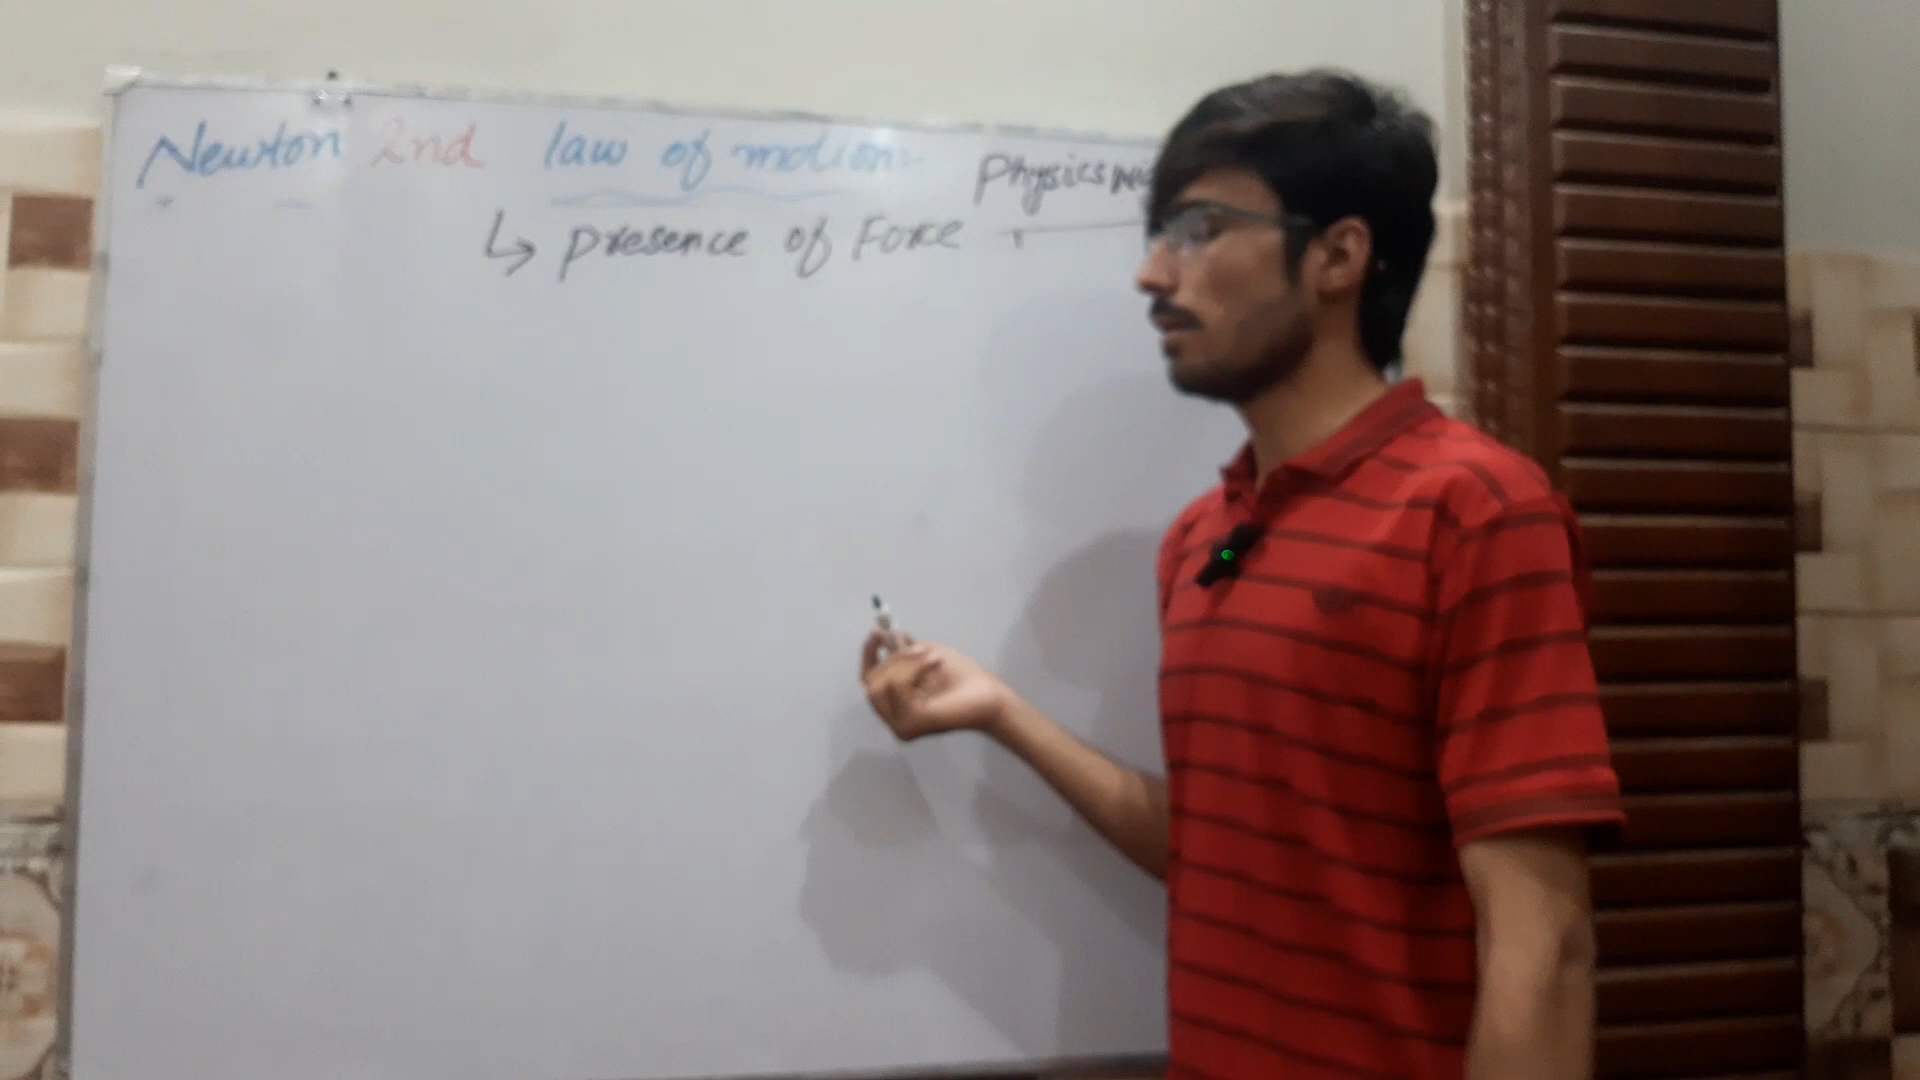 Newton 2nd law of motion:-
Physics
↳ presence of Force